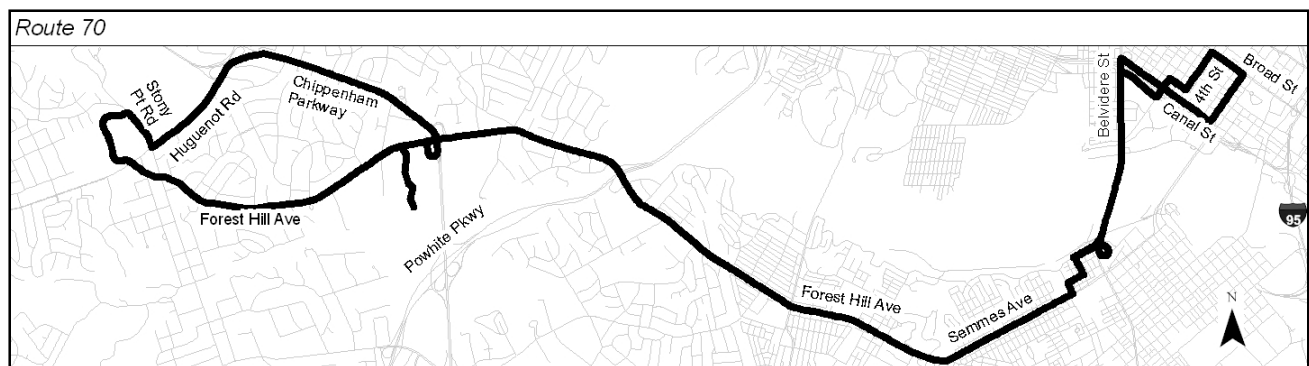 Route 70
Stony
Pt Rd
Huguenot Rd
Chippenham
Parkway
Forest Hill Ave
Powhite Pkwy
Forest Hill Ave
Semmes Ave
Belvidere St
4th St
Broad St
Canal St
95
N